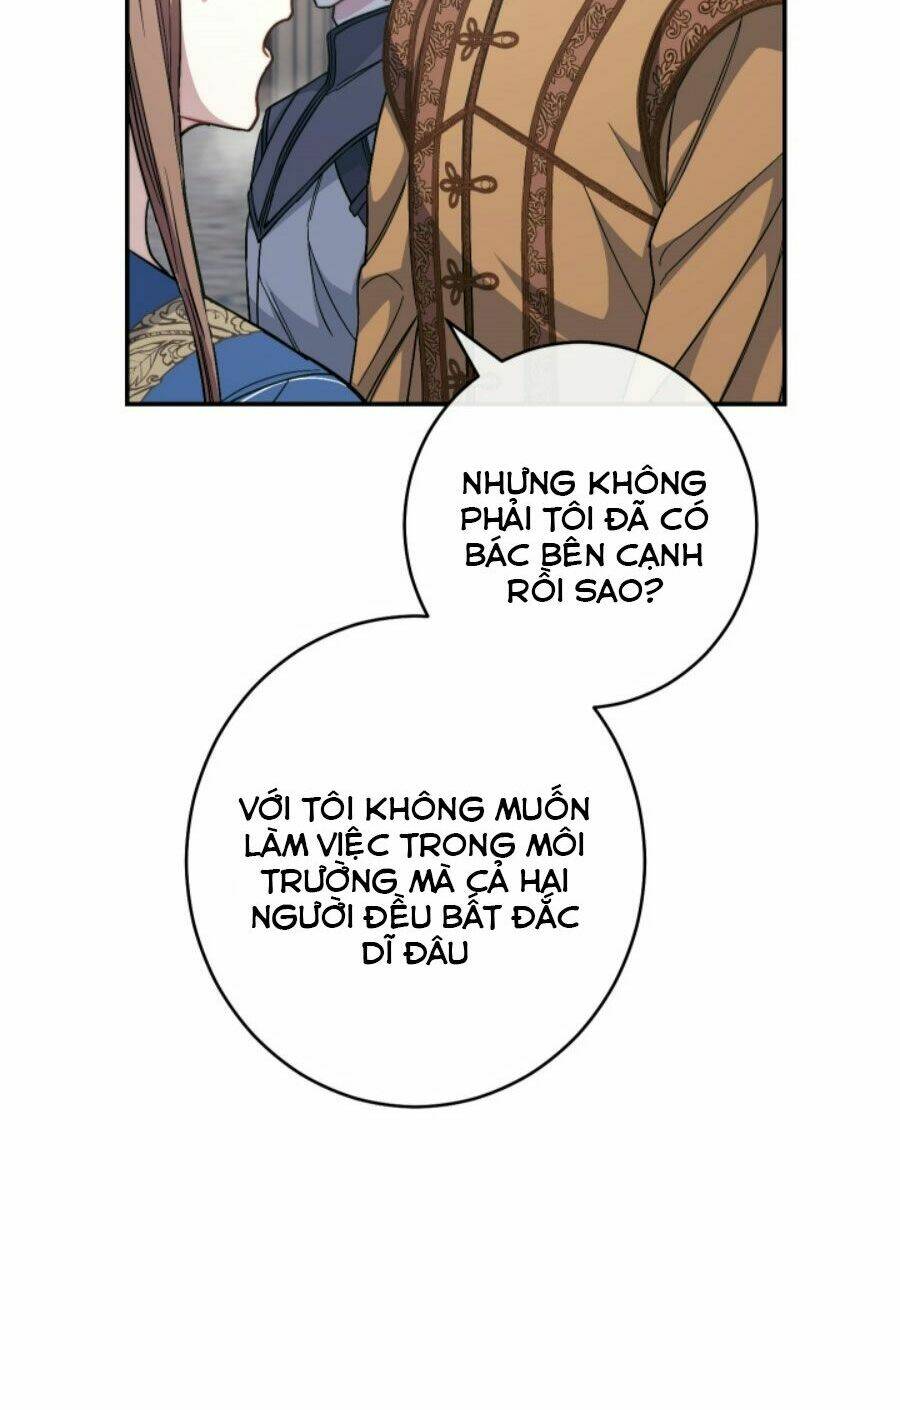 NHƯNG KHÔNG
PHẢI TÔI ĐÃ CÓ
BÁC BÊN CẠNH
RỒI SAO?
VỚI TÔI KHÔNG MUỐN
LÀM VIỆC TRONG MÔI
TRƯỜNG MÀ CẢ HAI
NGƯỜI ĐỀU BẤT ĐẮC
DĨ ĐÂU